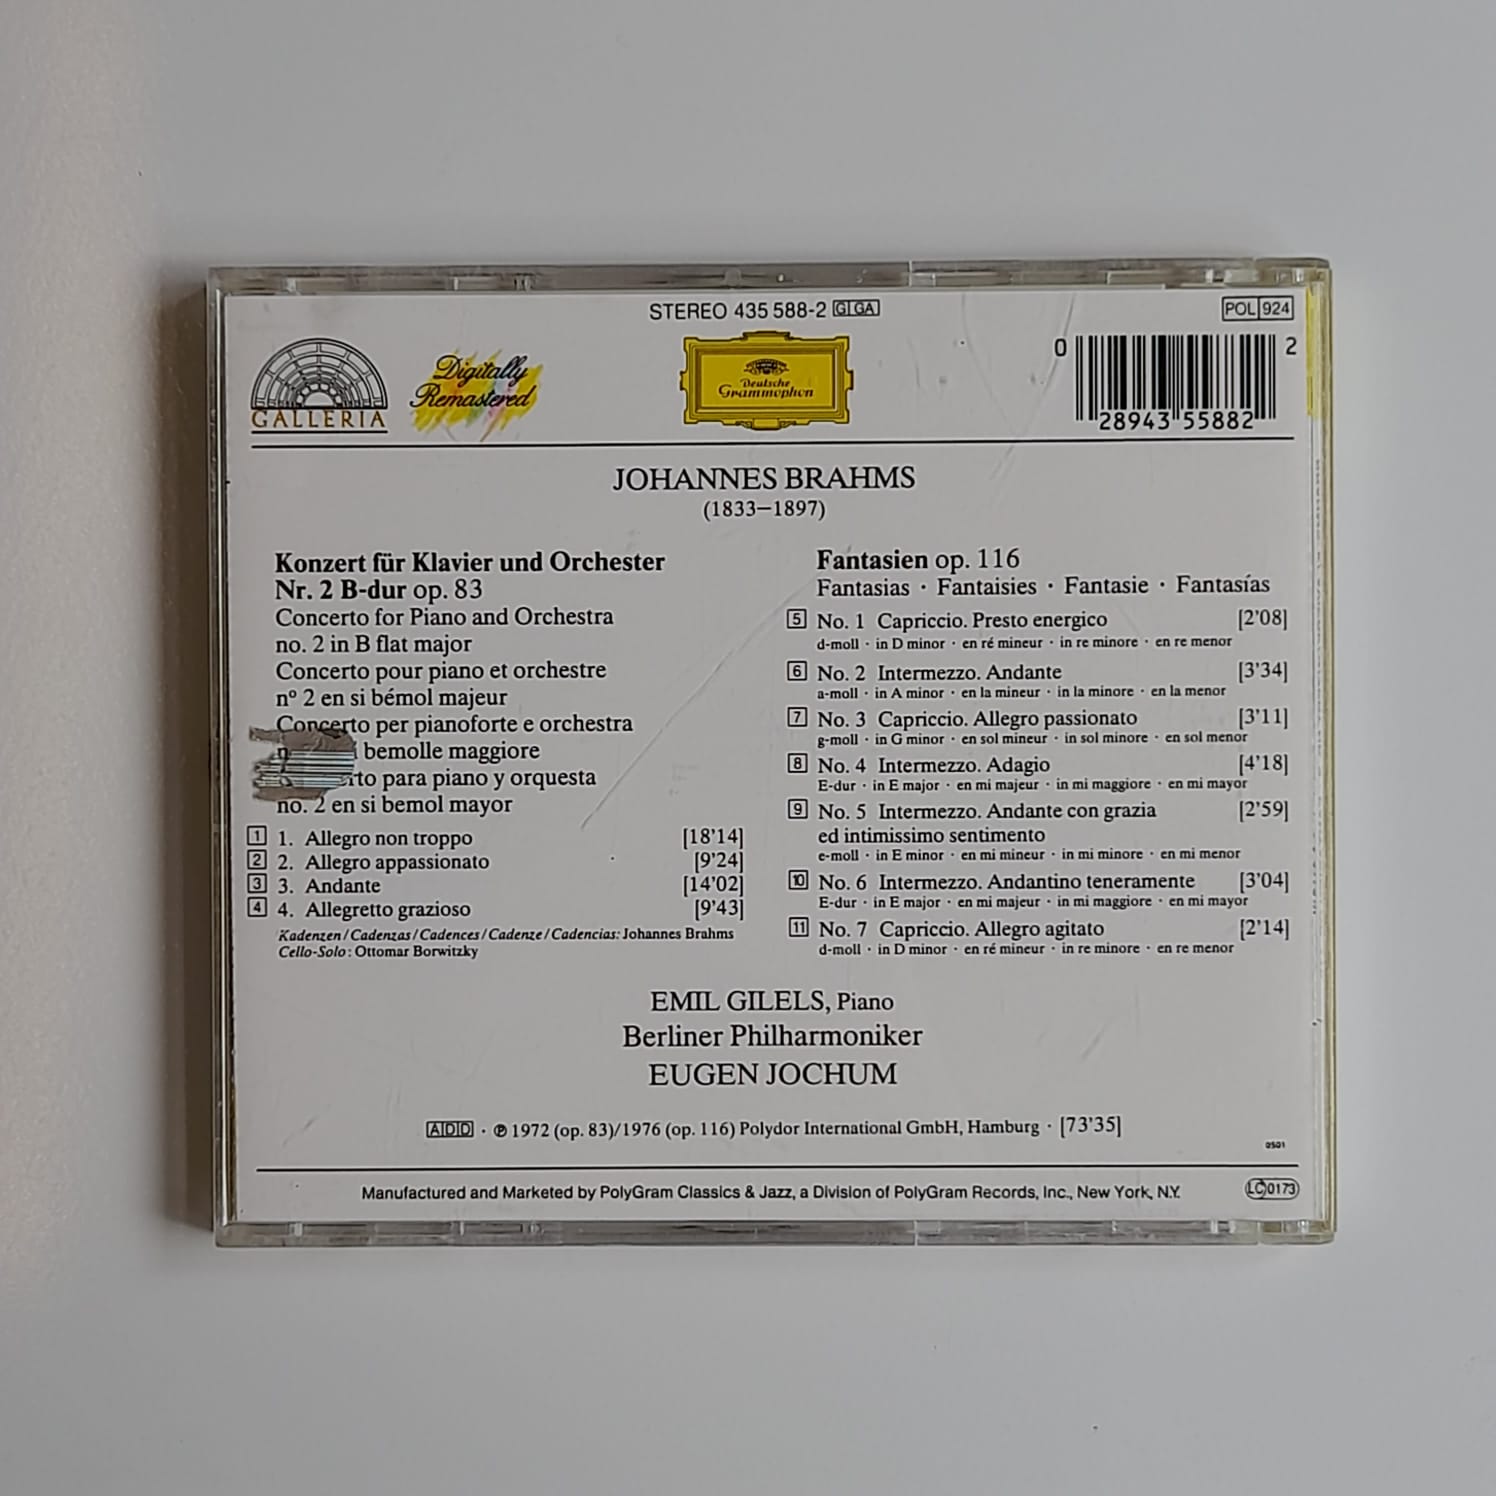 STEREO 435 588-2 G GA
POL 924
GALLERIA
Digitally
Remastered
Deutsche
Grammophon
0 28943 55882 2
JOHANNES BRAHMS
(1833–1897)
Konzert für Klavier und Orchester
Nr. 2 B-dur op. 83
Concerto for Piano and Orchestra
no. 2 in B flat major
Concerto pour piano et orchestre
nº 2 en si bémol majeur
Concerto per pianoforte e orchestra
bemolle maggiore
para piano y orquesta
no. 2 en si bemol mayor
1 1. Allegro non troppo [18'14]
2 2. Allegro appassionato [9'24]
3 3. Andante [14'02]
4 4. Allegretto grazioso [9'43]
Kadenzen / Cadenzas / Cadences / Cadenze / Cadencias: Johannes Brahms
Cello-Solo: Ottomar Borwitzky
Fantasien op. 116
Fantasias · Fantaisies · Fantasie · Fantasías
5 No. 1 Capriccio. Presto energico [2'08]
d-moll · in D minor · en ré mineur · in re minore · en re menor
6 No. 2 Intermezzo. Andante [3'34]
a-moll · in A minor · en la mineur · in la minore · en la menor
7 No. 3 Capriccio. Allegro passionato [3'11]
g-moll · in G minor · en sol mineur · in sol minore · en sol menor
8 No. 4 Intermezzo. Adagio [4'18]
E-dur · in E major · en mi majeur · in mi maggiore · en mi mayor
9 No. 5 Intermezzo. Andante con grazia [2'59]
ed intimissimo sentimento
e-moll · in E minor · en mi mineur · in mi minore · en mi menor
10 No. 6 Intermezzo. Andantino teneramente [3'04]
E-dur · in E major · en mi majeur · in mi maggiore · en mi mayor
11 No. 7 Capriccio. Allegro agitato [2'14]
d-moll · in D minor · en ré mineur · in re minore · en re menor
EMIL GILELS, Piano
Berliner Philharmoniker
EUGEN JOCHUM
ADD · ℗ 1972 (op. 83)/1976 (op. 116) Polydor International GmbH, Hamburg · [73'35]
0501
Manufactured and Marketed by PolyGram Classics & Jazz, a Division of PolyGram Records, Inc., New York, N.Y.
LC 0173